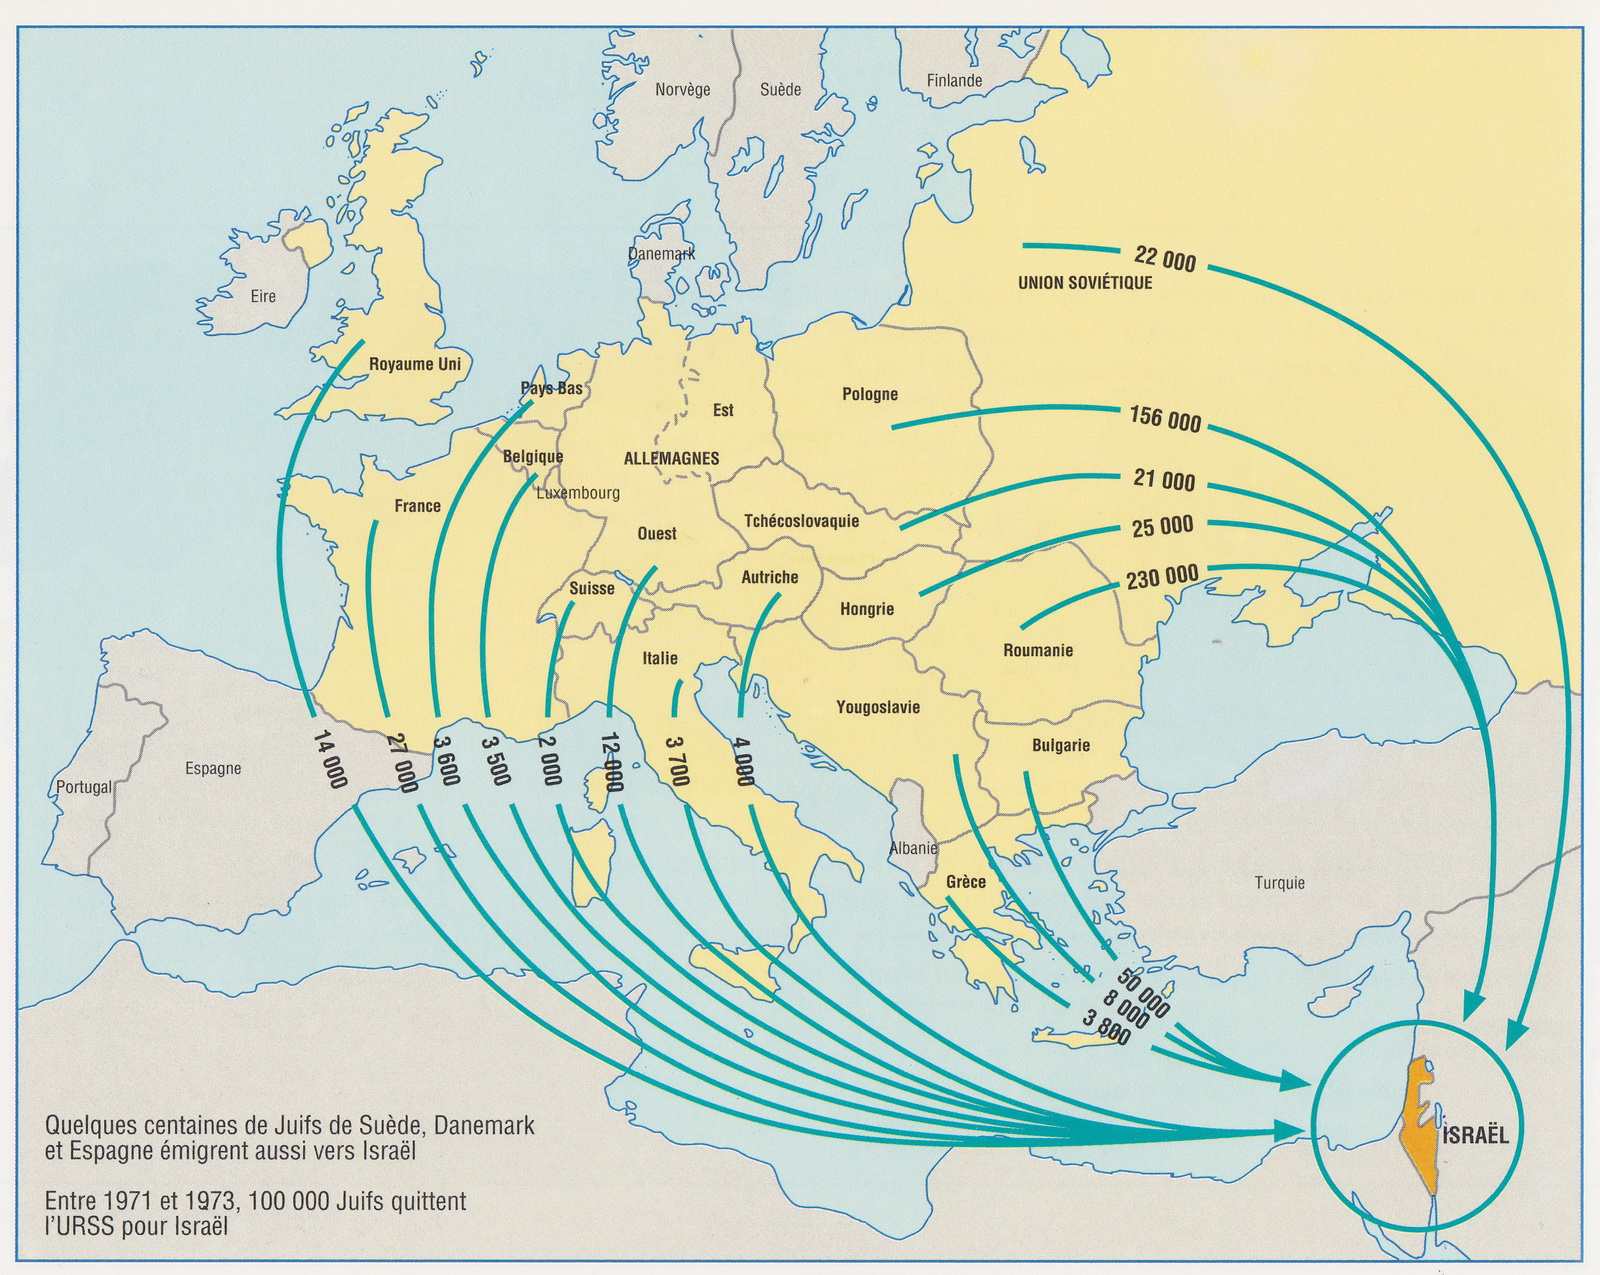 Norvège
Suède
Finlande
Danemark
Eire
22 000
UNION SOVIÉTIQUE
Royaume Uni
Pays Bas
Pologne
Est
156 000
Belgique
ALLEMAGNES
21 000
Luxembourg
France
Tchécoslovaquie
25 000
Ouest
Autriche
230 000
Suisse
Hongrie
Italie
Roumanie
Yougoslavie
Bulgarie
Espagne
Portugal
14 000
27 000
3 600
3 500
2 000
12 000
3 700
4 000
Albanie
Grèce
Turquie
50 000
8 000
3 800
ISRAËL
Quelques centaines de Juifs de Suède, Danemark
et Espagne émigrent aussi vers Israël
Entre 1971 et 1973, 100 000 Juifs quittent
l'URSS pour Israël